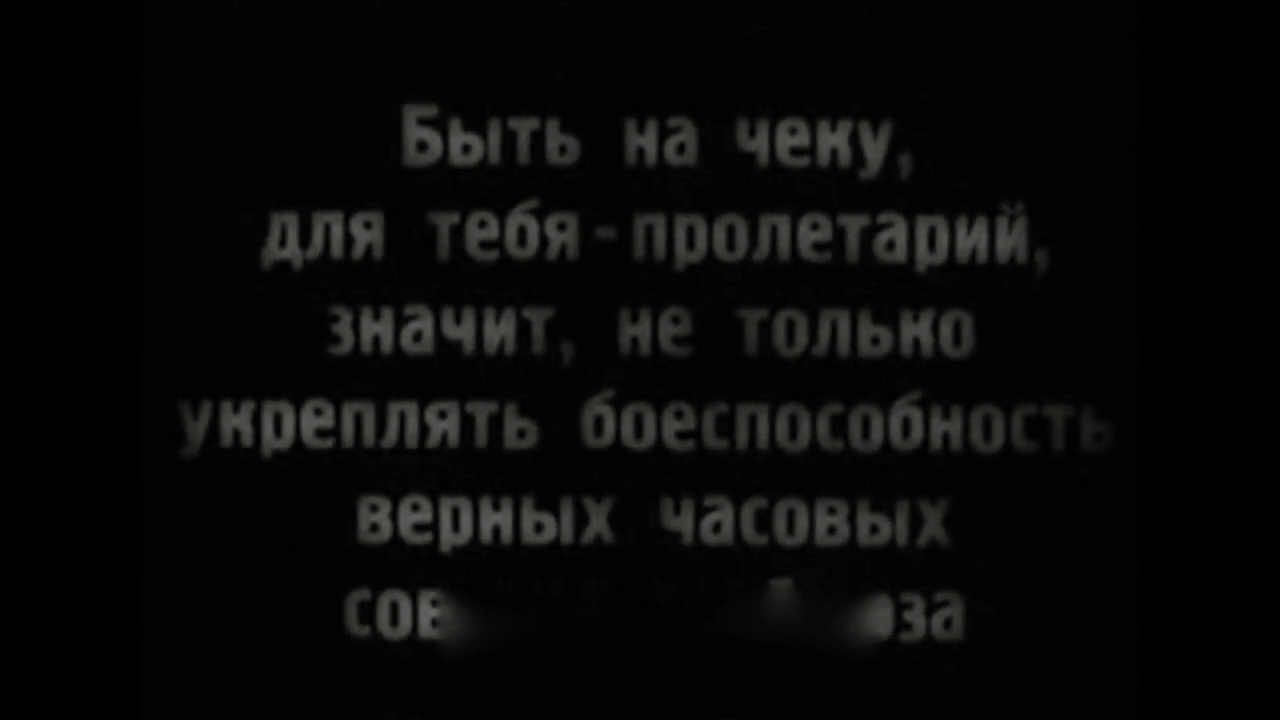 Быть на чеку,
для тебя - пролетарий,
значит, не только
укреплять боеспособность
верных часовых